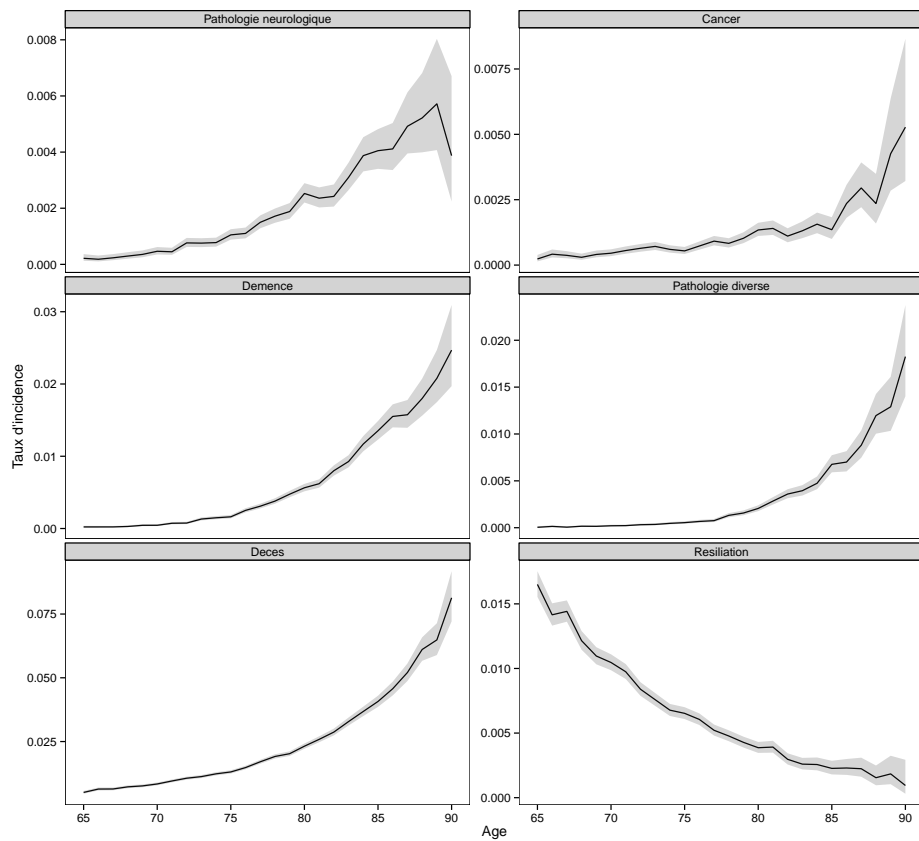 Pathologie neurologique
Cancer
0.008
0.006
0.004
0.002
0.000
0.0075
0.0050
0.0025
0.0000
Demence
Pathologie diverse
0.03
0.02
0.01
0.00
0.020
0.015
0.010
0.005
0.000
Taux d'incidence
Deces
Resiliation
0.075
0.050
0.025
0.015
0.010
0.005
0.000
65 70 75 80 85 90
65 70 75 80 85 90
Age